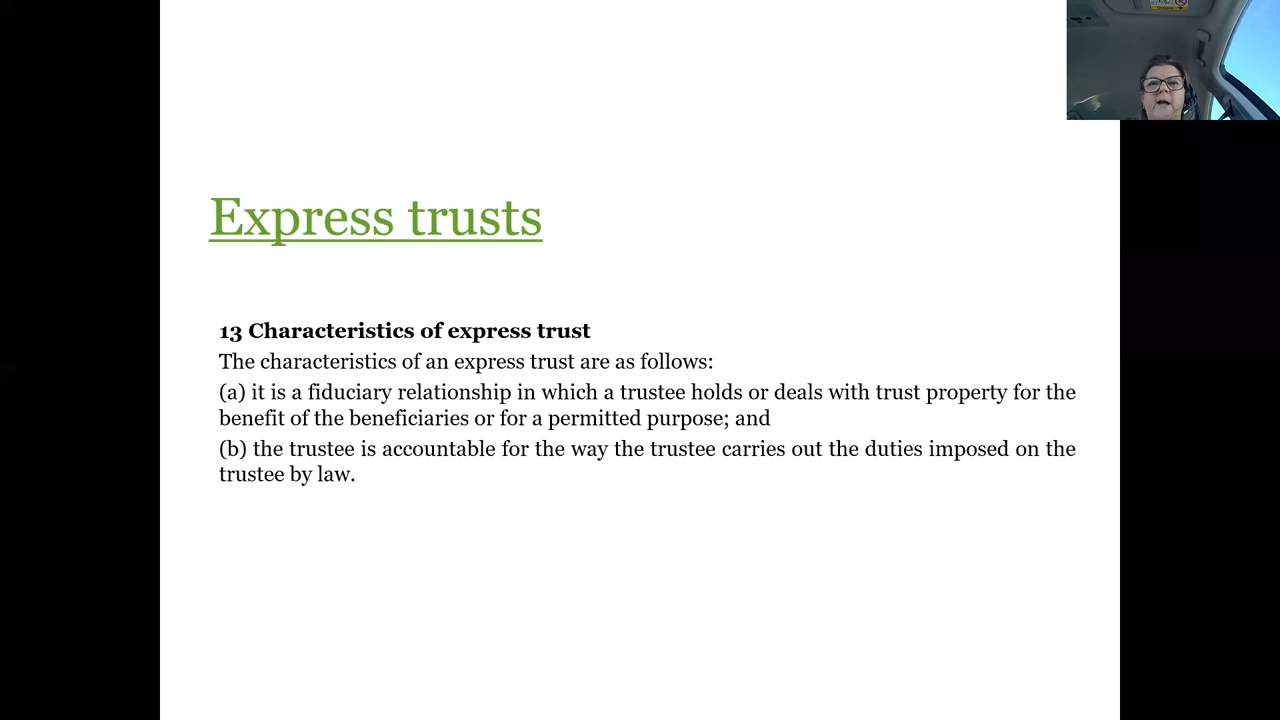 Express trusts
13 Characteristics of express trust
The characteristics of an express trust are as follows:
(a) it is a fiduciary relationship in which a trustee holds or deals with trust property for the
benefit of the beneficiaries or for a permitted purpose; and
(b) the trustee is accountable for the way the trustee carries out the duties imposed on the
trustee by law.